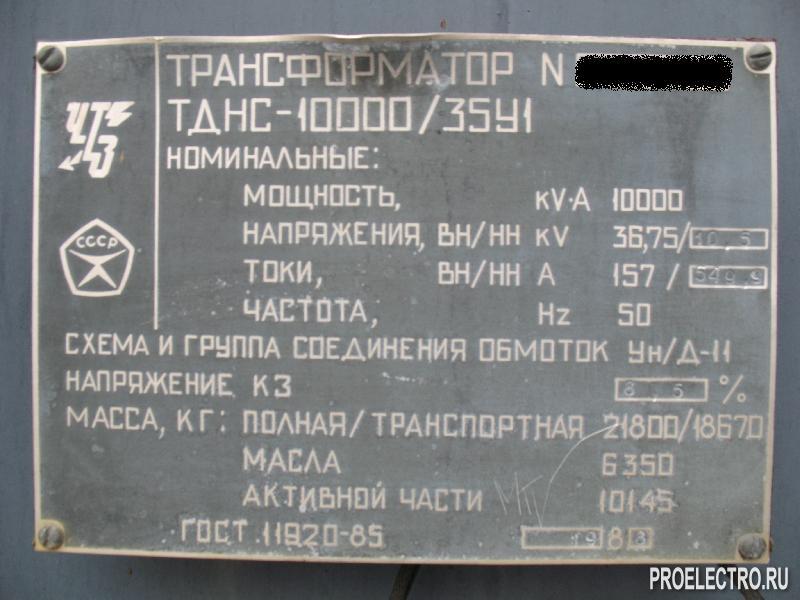 ТРАНСФОРМАТОР N
ТДНС-10000/35У1
УТЗ
НОМИНАЛЬНЫЕ:
МОЩНОСТЬ, kV·A 10000
СССР
НАПРЯЖЕНИЯ, ВН/НН kV 36,75/10,5
ТОКИ, ВН/НН А 157/549,9
ЧАСТОТА, Hz 50
СХЕМА И ГРУППА СОЕДИНЕНИЯ ОБМОТОК Ун/Д-11
НАПРЯЖЕНИЕ КЗ 8,5 %
МАССА, КГ: ПОЛНАЯ/ТРАНСПОРТНАЯ 21800/18670
МАСЛА 6350
АКТИВНОЙ ЧАСТИ 10145
ГОСТ 11920-85
PROELECTRO.RU